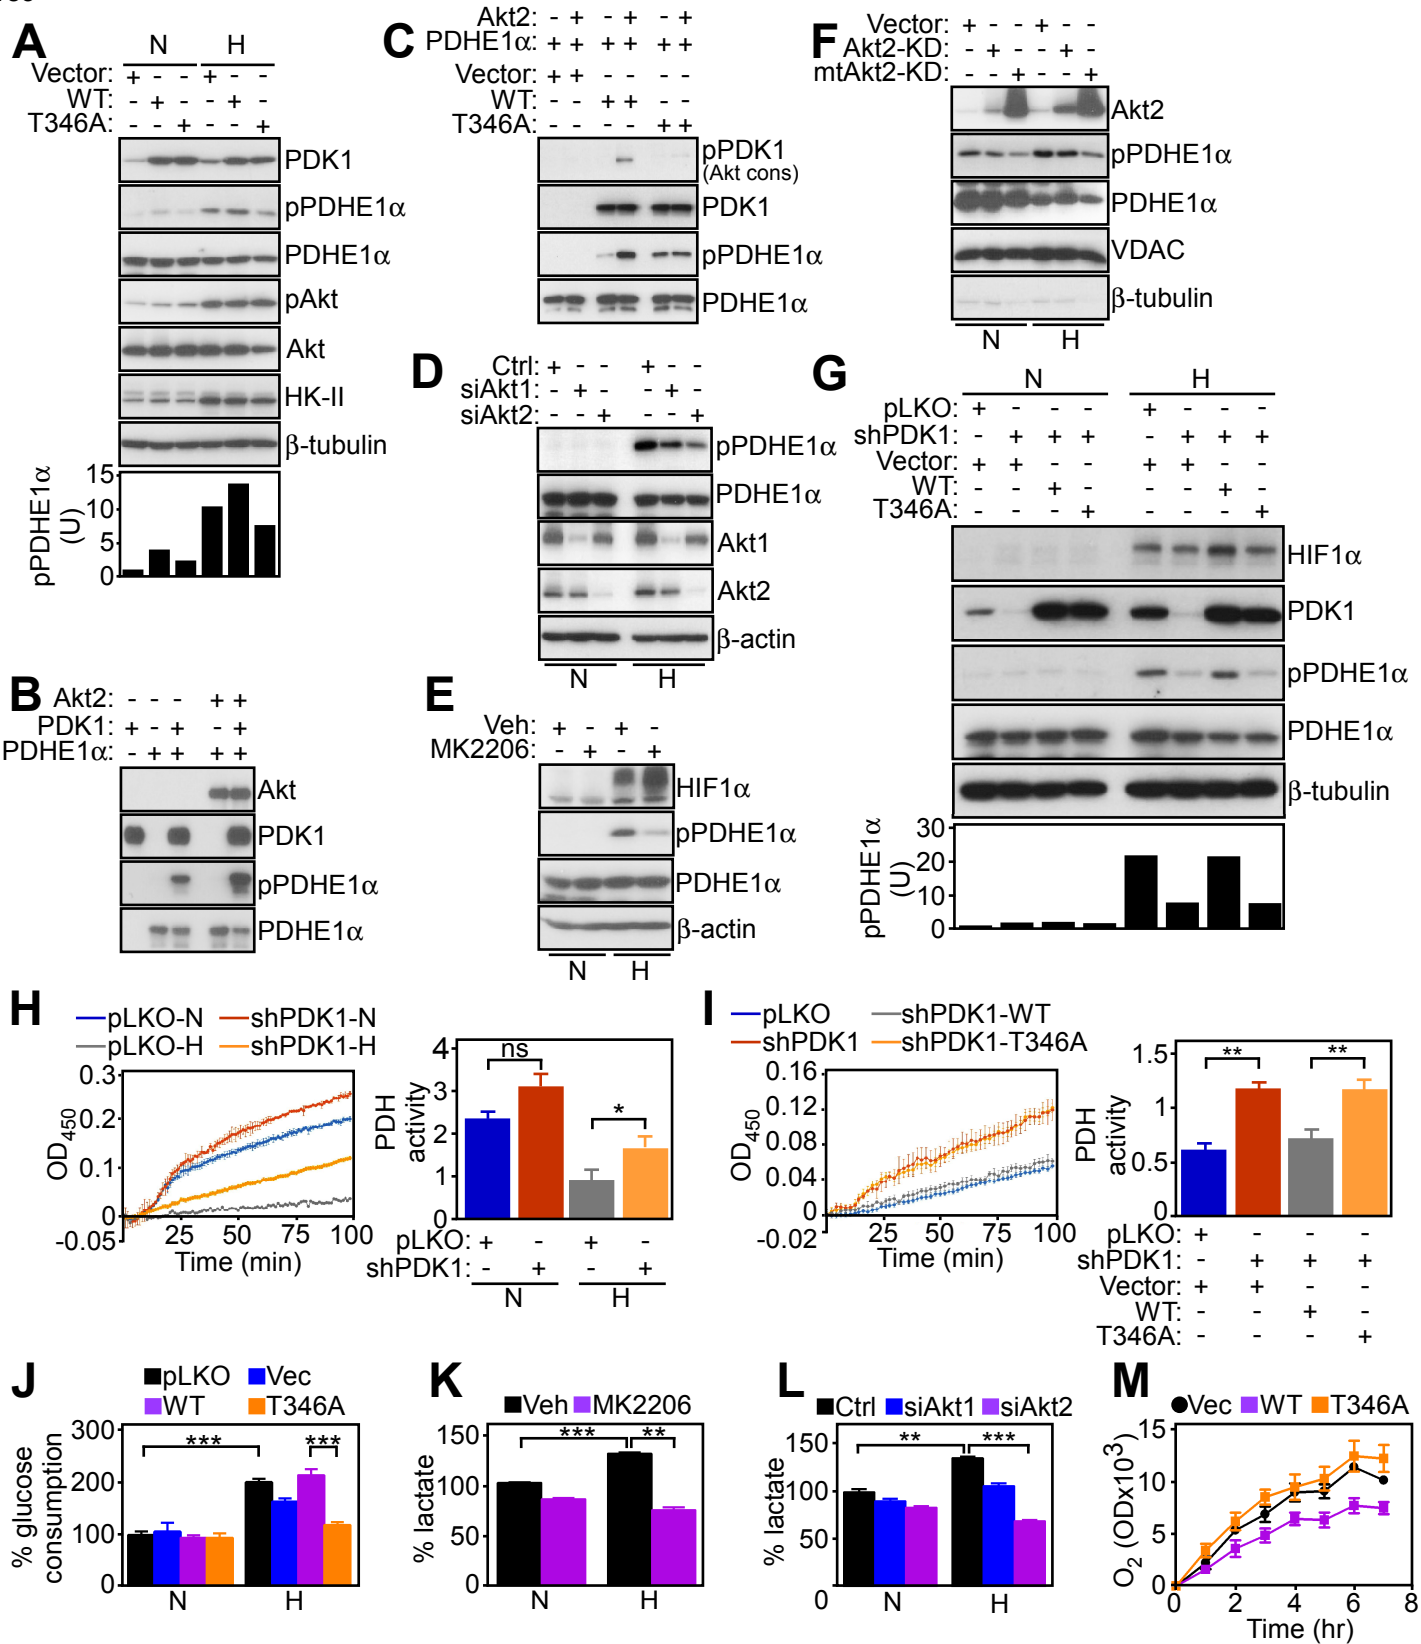 A
N H
Vector: + - - + - -
WT: - + - - + -
T346A: - - + - - +
PDK1
pPDHE1α
PDHE1α
pAkt
Akt
HK-II
β-tubulin
pPDHE1α (U)
15
10
5
0
B
Akt2: - - - + +
PDK1: + - + - +
PDHE1α: - + + + +
Akt
PDK1
pPDHE1α
PDHE1α
C
Akt2: - + - + - +
PDHE1α: + + + + + +
Vector: + + - - - -
WT: - - + + - -
T346A: - - - - + +
pPDK1
(Akt cons)
PDK1
pPDHE1α
PDHE1α
D
Ctrl: + - - + - -
siAkt1: - + - - + -
siAkt2: - - + - - +
pPDHE1α
PDHE1α
Akt1
Akt2
β-actin
N H
E
Veh: + - + -
MK2206: - + - +
HIF1α
pPDHE1α
PDHE1α
β-actin
N H
F
Vector: + - - + - -
Akt2-KD: - + - - + -
mtAkt2-KD: - - + - - +
Akt2
pPDHE1α
PDHE1α
VDAC
β-tubulin
N H
G
N H
pLKO: + - - - + - - -
shPDK1: - + + + - + + +
Vector: + + - - + + - -
WT: - - + - - - + -
T346A: - - - + - - - +
HIF1α
PDK1
pPDHE1α
PDHE1α
β-tubulin
pPDHE1α (U)
30
20
10
0
H
pLKO-N shPDK1-N
pLKO-H shPDK1-H
OD450
0.3
0.2
0.1
0
-0.05
25 50 75 100
Time (min)
PDH activity
4
3
2
1
0
ns
*
pLKO: + - + -
shPDK1: - + - +
N H
I
pLKO shPDK1-WT
shPDK1 shPDK1-T346A
OD450
0.16
0.12
0.08
0.04
0
-0.02
25 50 75 100
Time (min)
PDH activity
1.5
1
0.5
0
** **
pLKO: + - - -
shPDK1: - + + +
Vector: + + - -
WT: - - + -
T346A: - - - +
J
pLKO Vec
WT T346A
% glucose consumption
300
200
100
0
*** ***
N H
K
Veh MK2206
% lactate
150
100
50
0
*** **
N H
L
Ctrl siAkt1 siAkt2
% lactate
150
100
50
0
** ***
N H
M
Vec WT T346A
O2 (ODx10³)
15
10
5
0
0 2 4 6 8
Time (hr)